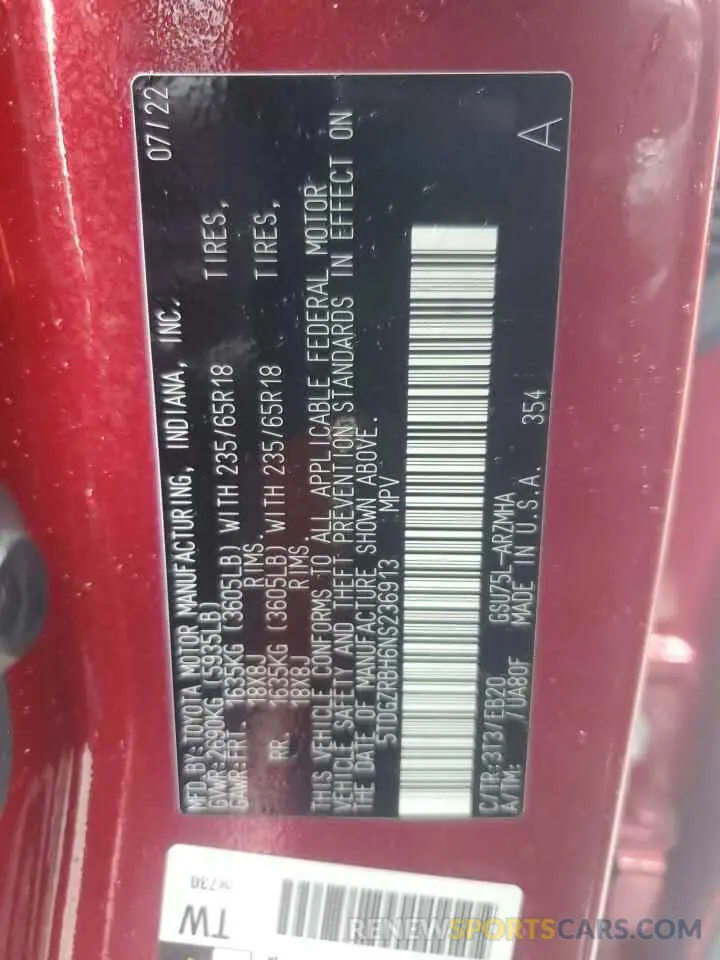 MFD.BY:TOYOTA MOTOR MANUFACTURING, INDIANA, INC. 07/22
GVWR:2690KG (5935LB)
GAWR:FRT. 1635KG (3605LB) WITH 235/65R18 TIRES,
18X8J RIMS.
RR. 1635KG (3605LB) WITH 235/65R18 TIRES,
18X8J RIMS.
THIS VEHICLE CONFORMS TO ALL APPLICABLE FEDERAL MOTOR
VEHICLE SAFETY AND THEFT PREVENTION STANDARDS IN EFFECT ON
THE DATE OF MANUFACTURE SHOWN ABOVE.
5TDGZRBH6NS236913 MPV
C/TR:3T3/EB20 GSU75L-ARZMHA
A/TM: /UA80F MADE IN U.S.A. 354
A
TW
RENEWSPORTSCARS.COM